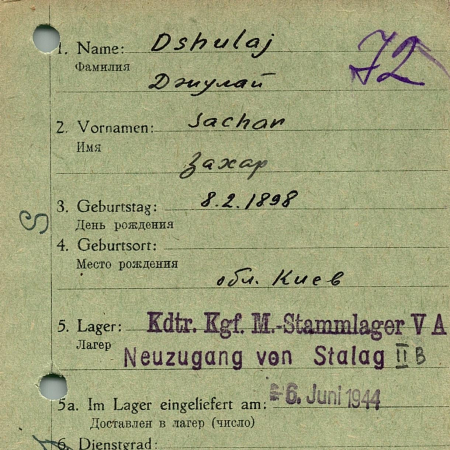 1. Name: Dshulaj
Фамилия
Джулай
72
2. Vornamen: Sachar
Имя
Захар
3. Geburtstag: 8.2.1898
День рождения
S
4. Geburtsort:
Место рождения
обл. Киев
5. Lager: Kdtr. Kgf. M.-Stammlager V A
Лагерь
Neuzugang von Stalag II B
5a. Im Lager eingeliefert am: 6. Juni 1944
Доставлен в лагерь (число)
6. Dienstgrad: